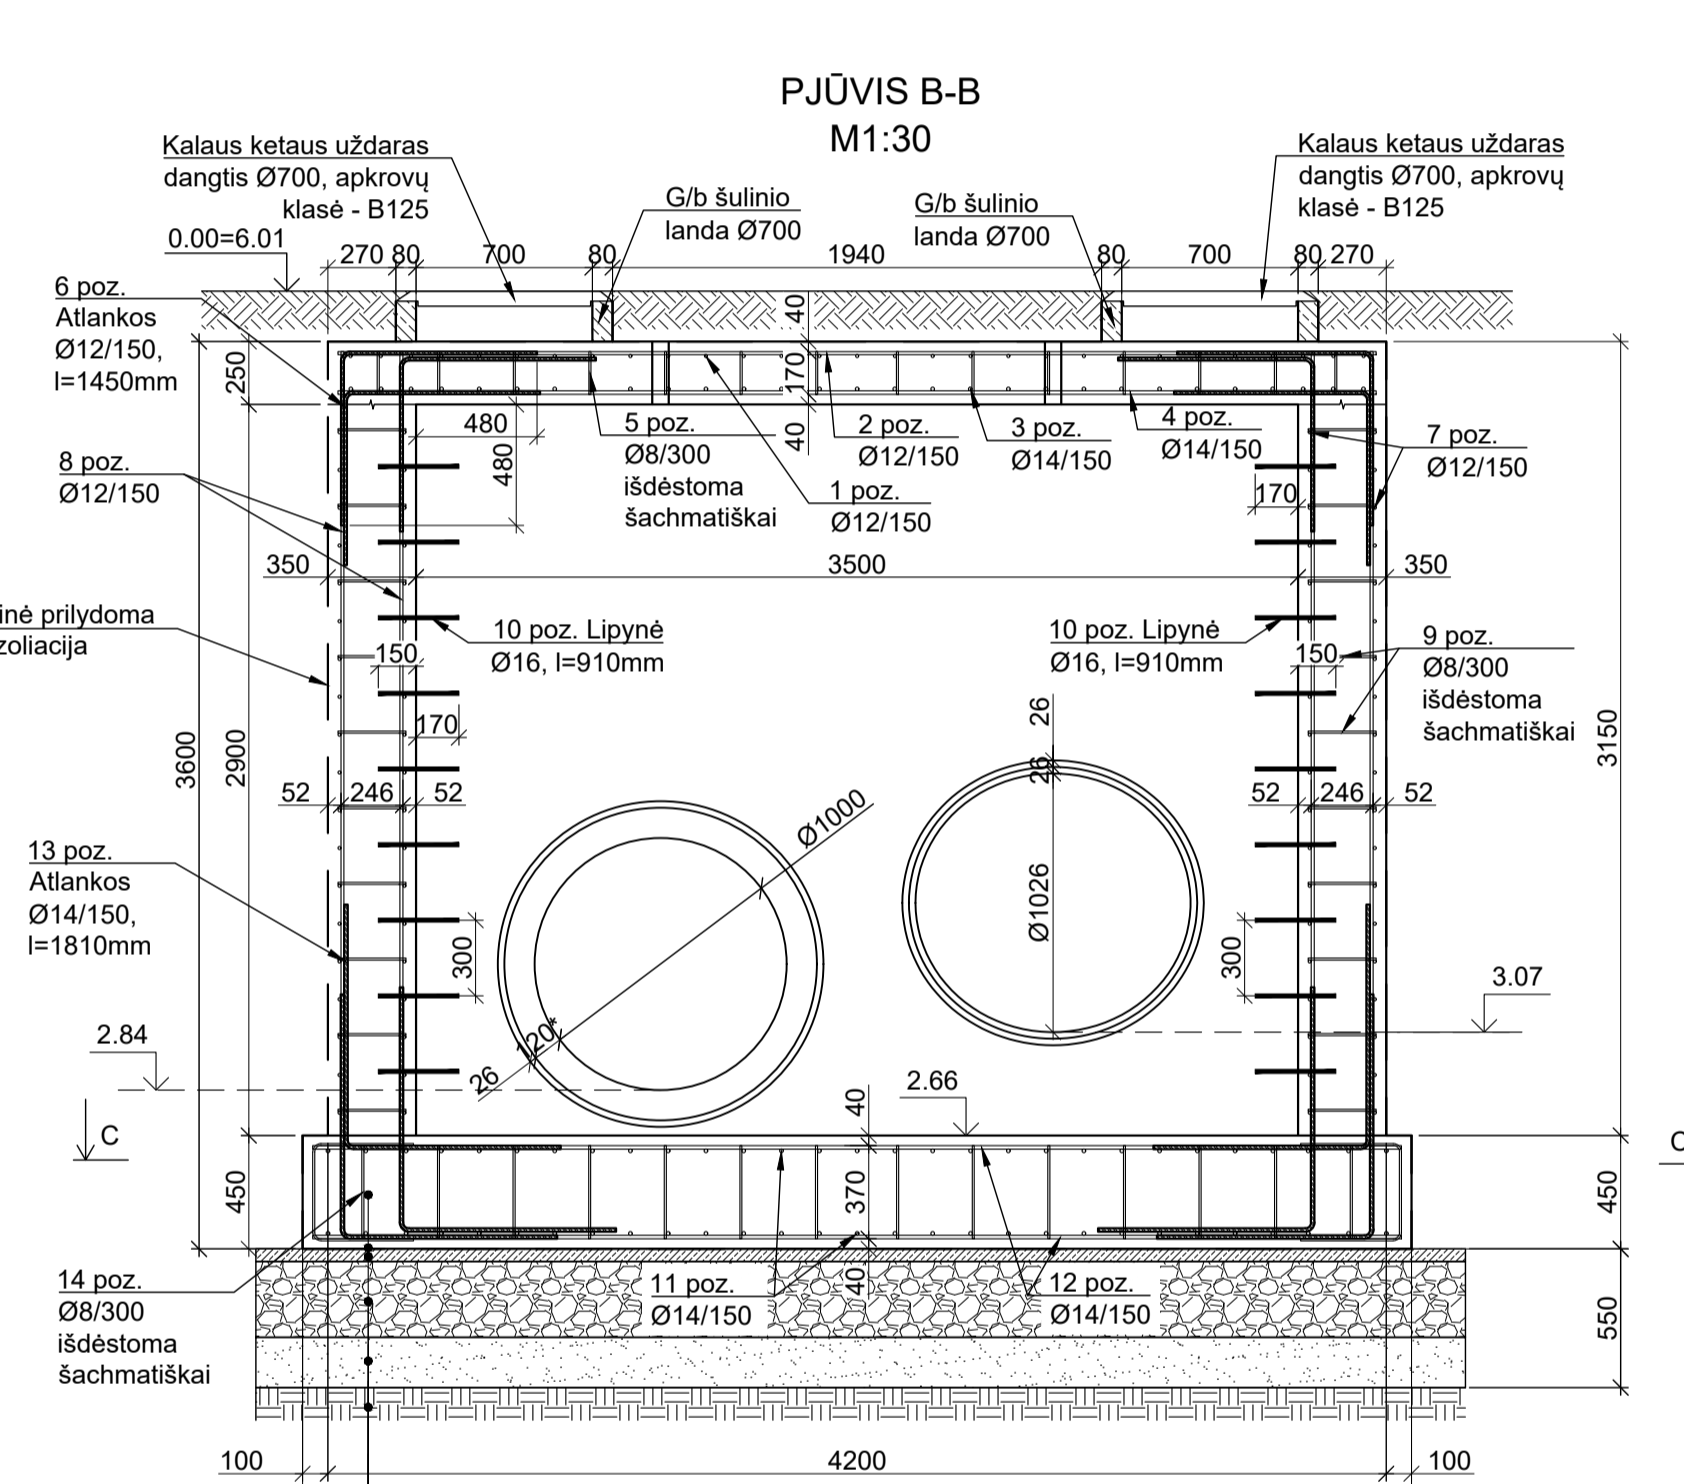 PJŪVIS B-B
M1:30
Kalaus ketaus uždaras
dangtis Ø700, apkrovų
klasė - B125
G/b šulinio
landa Ø700
G/b šulinio
landa Ø700
Kalaus ketaus uždaras
dangtis Ø700, apkrovų
klasė - B125
0.00=6.01
270 80 700 80 1940 80 700 80 270
6 poz.
Atlankos
Ø12/150,
l=1450mm
40
250
170
40
480
480
5 poz.
Ø8/300
išdėstoma
šachmatiškai
2 poz.
Ø12/150
3 poz.
Ø14/150
4 poz.
Ø14/150
7 poz.
Ø12/150
8 poz.
Ø12/150
1 poz.
Ø12/150
170
350 3500 350
inė prilydoma
zoliacija
10 poz. Lipynė
Ø16, l=910mm
10 poz. Lipynė
Ø16, l=910mm
9 poz.
Ø8/300
išdėstoma
šachmatiškai
150
150
170
26
26
3600
2900
3150
52 246 52
52 246 52
Ø1000
Ø1026
13 poz.
Atlankos
Ø14/150,
l=1810mm
300
300
3.07
120*
26
2.84
2.66
40
C
C
450
370
450
40
14 poz.
Ø8/300
išdėstoma
šachmatiškai
11 poz.
Ø14/150
12 poz.
Ø14/150
550
100 4200 100